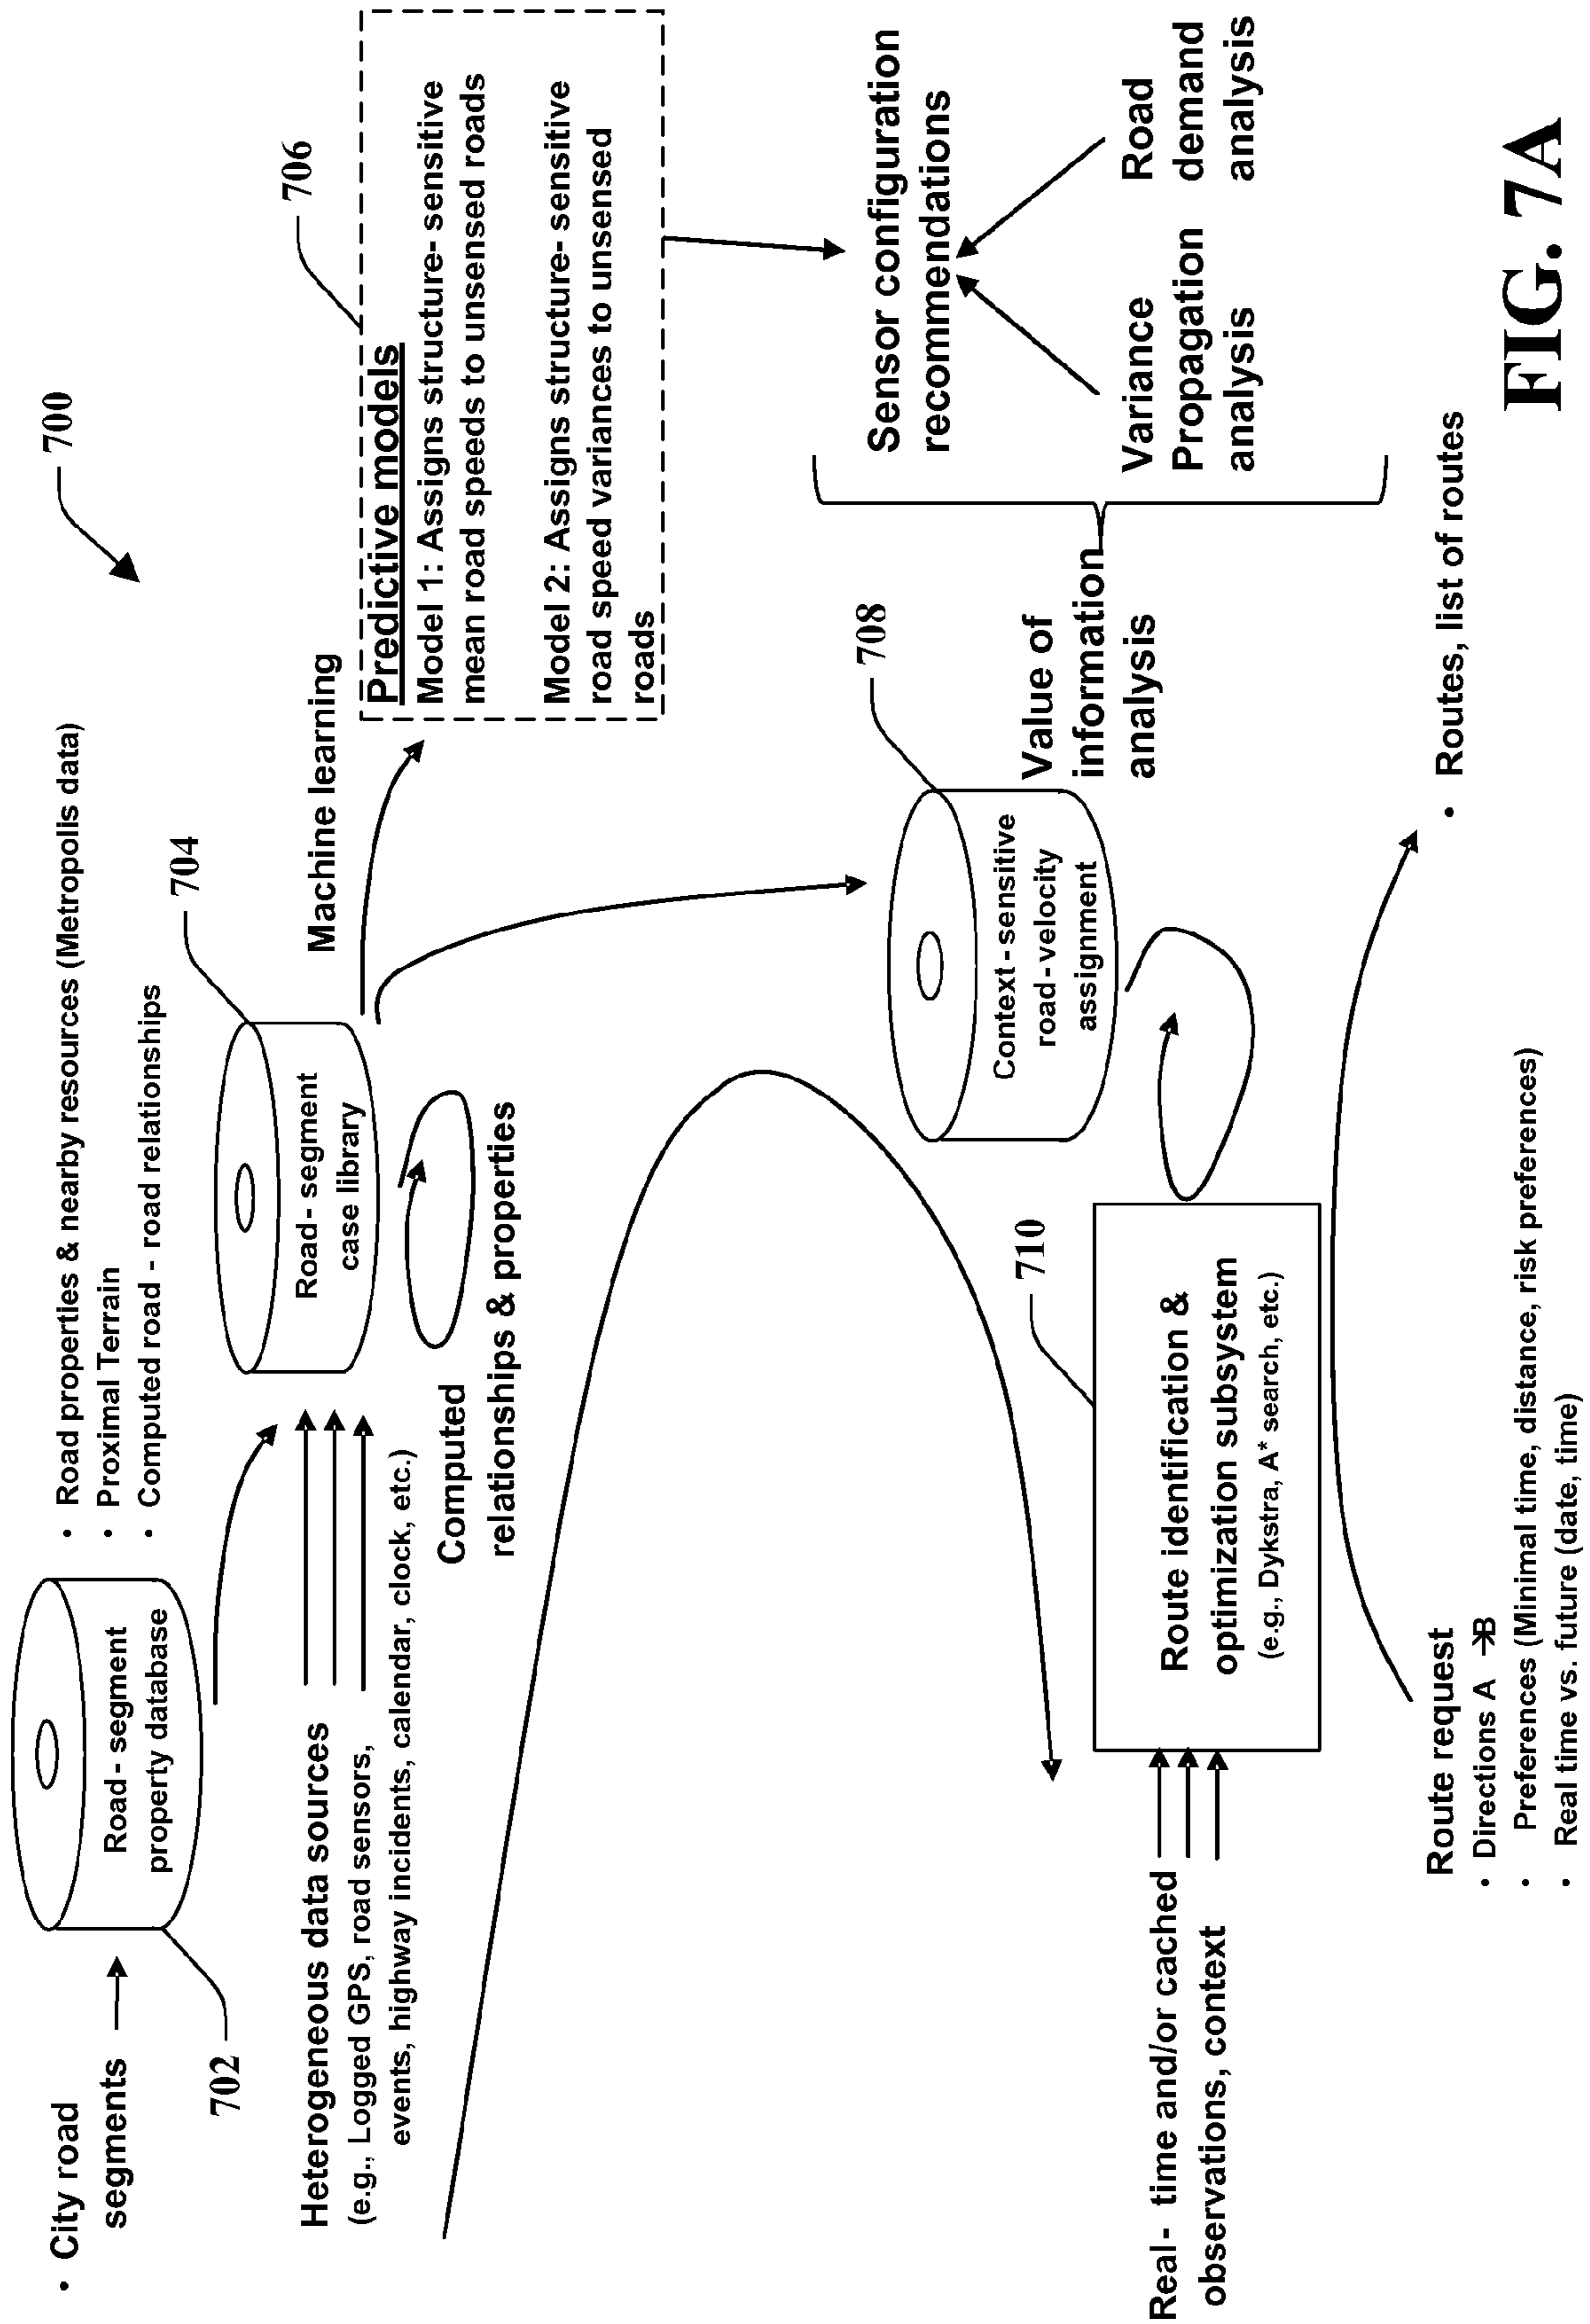 700
• City road
segments
Road-segment
property database
702
• Road properties & nearby resources (Metropolis data)
• Proximal Terrain
• Computed road - road relationships
704
Road-segment
case library
Heterogeneous data sources
(e.g., Logged GPS, road sensors,
events, highway incidents, calendar, clock, etc.)
Computed
relationships & properties
Machine learning
706
Predictive models
Model 1: Assigns structure-sensitive
mean road speeds to unsensed roads
Model 2: Assigns structure-sensitive
road speed variances to unsensed
roads
708
Context-sensitive
road-velocity
assignment
Value of
information
analysis
Sensor configuration
recommendations
Variance
Propagation
analysis
Road
demand
analysis
710
Route identification &
optimization subsystem
(e.g., Dykstra, A* search, etc.)
Real-time and/or cached
observations, context
Route request
• Directions A →B
• Preferences (Minimal time, distance, risk preferences)
• Real time vs. future (date, time)
• Routes, list of routes
FIG. 7A